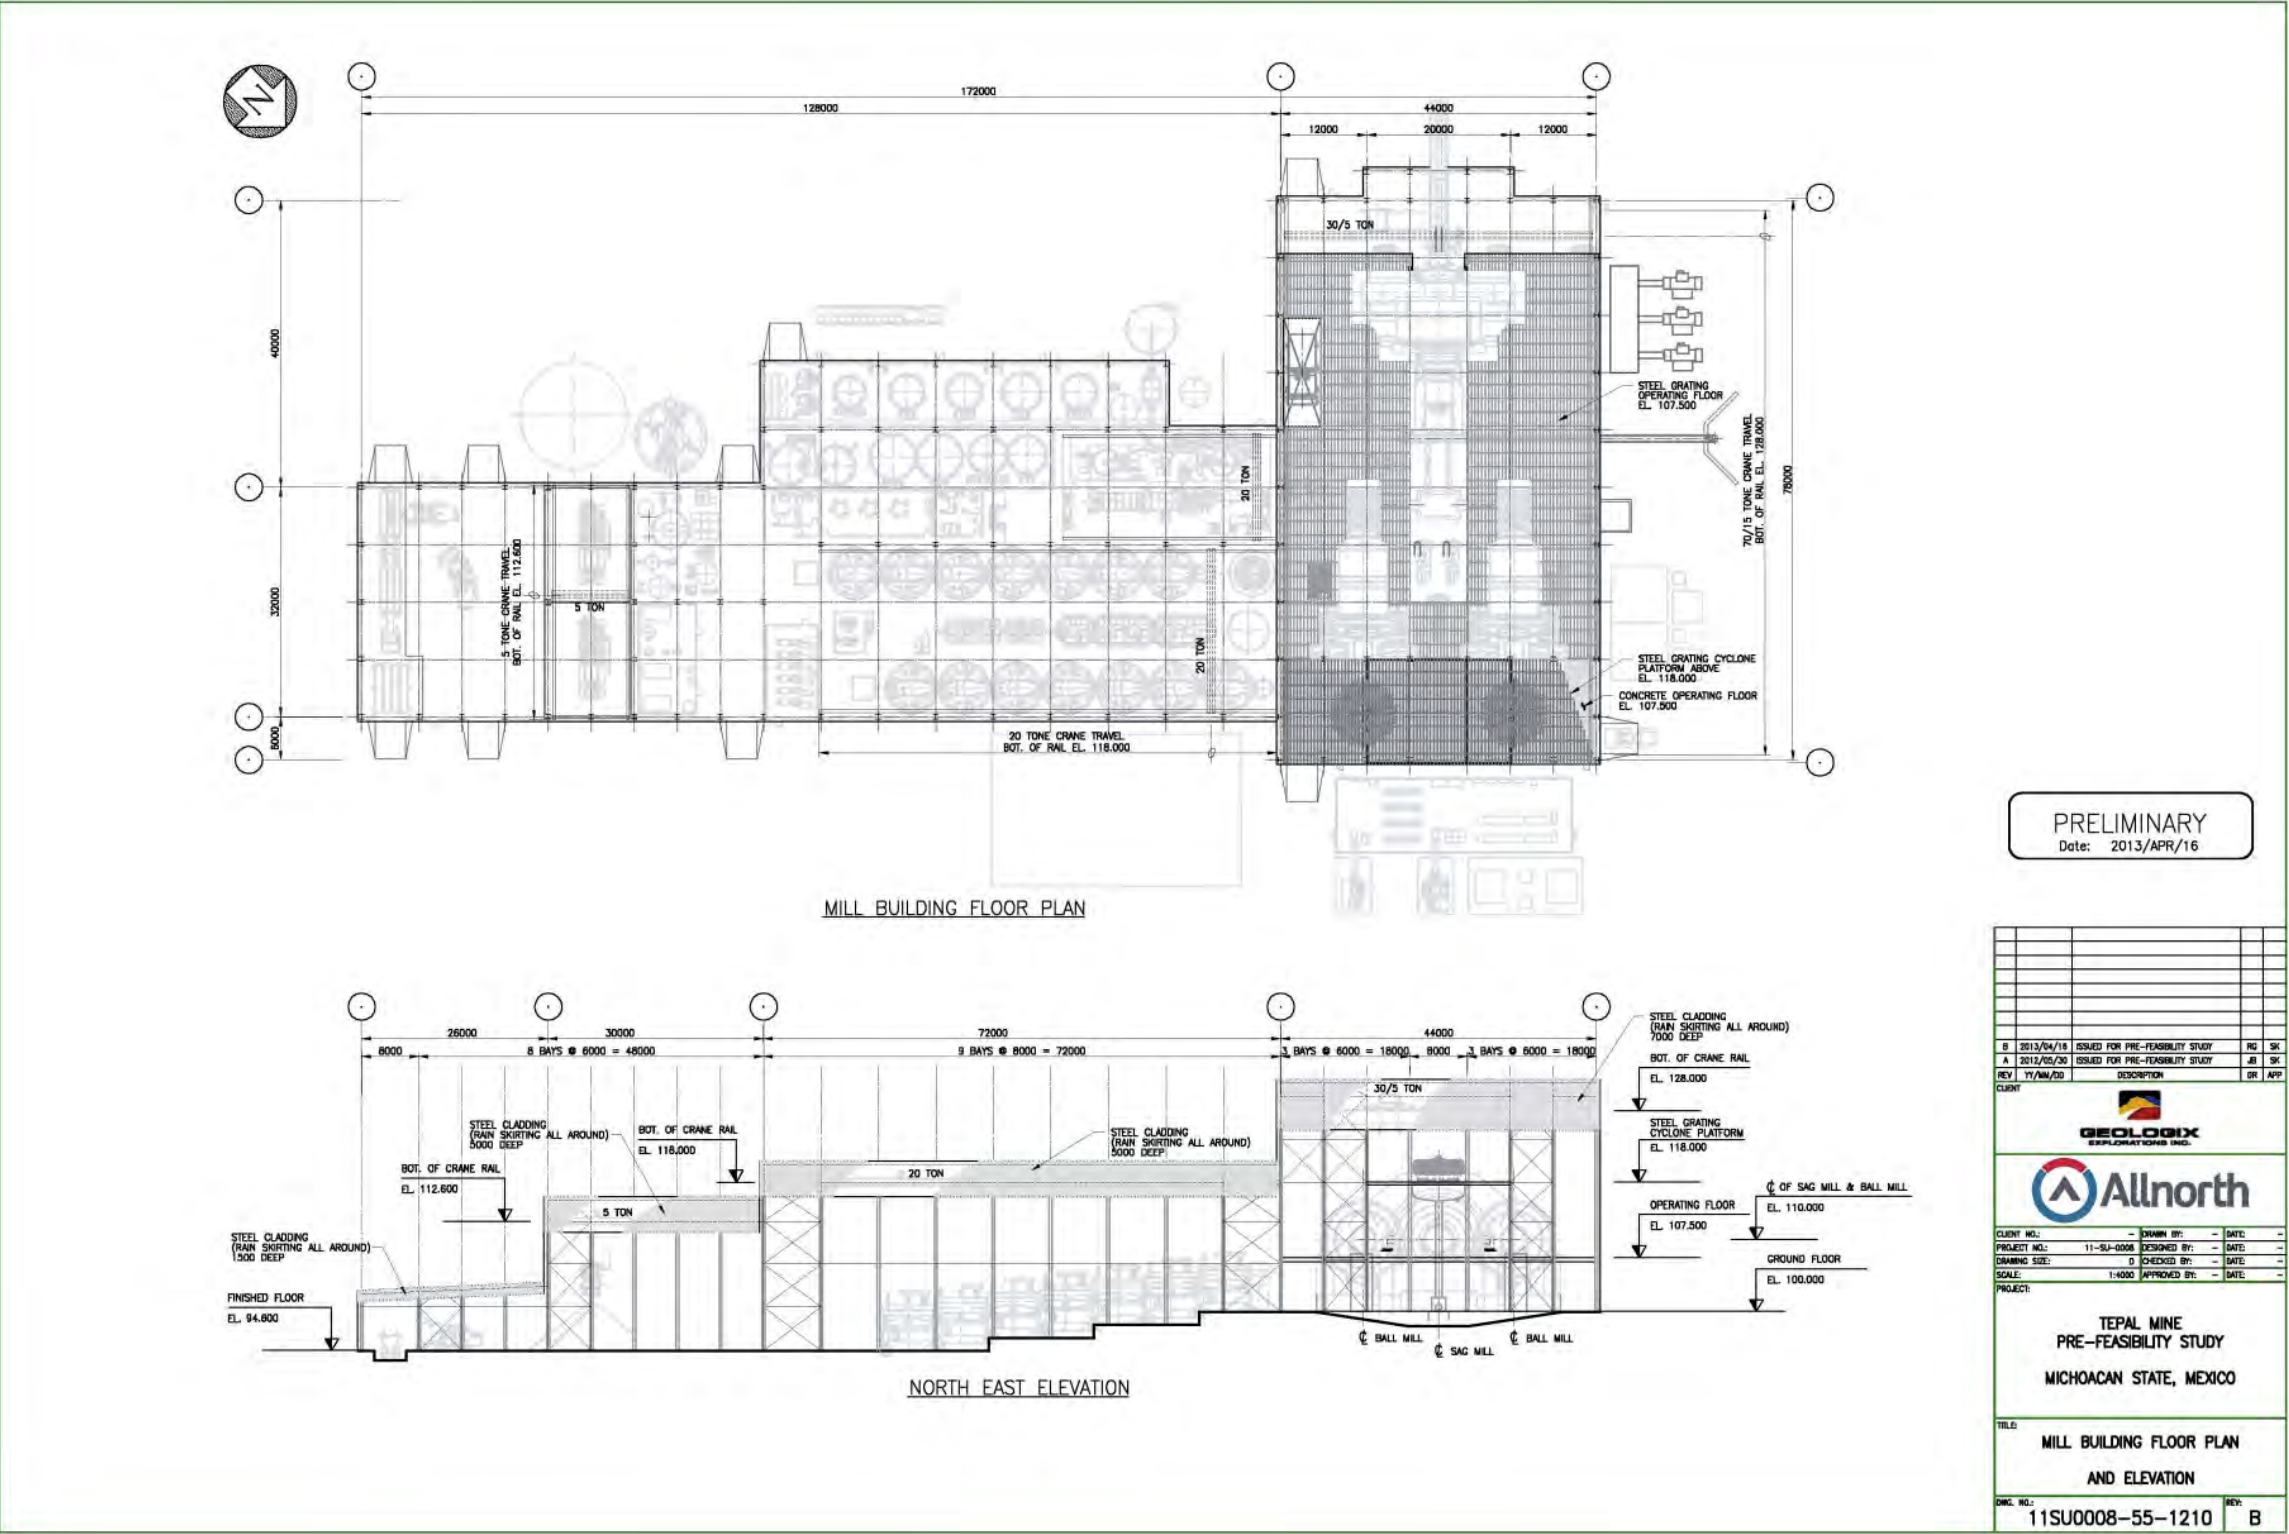 N
172000
128000
44000
12000
20000
12000
30/5 TON
40000
32000
6000
78000
STEEL GRATING
OPERATING FLOOR
EL. 107.500
70/15 TONE CRANE TRAVEL
BOT. OF RAIL EL. 128.000
20 TON
5 TONE CRANE TRAVEL
BOT. OF RAIL EL. 112.600
5 TON
20 TON
STEEL GRATING CYCLONE
PLATFORM ABOVE
EL. 118.000
CONCRETE OPERATING FLOOR
EL. 107.500
20 TONE CRANE TRAVEL
BOT. OF RAIL EL. 118.000
MILL BUILDING FLOOR PLAN
PRELIMINARY
Date: 2013/APR/16
26000
30000
72000
44000
8000
8 BAYS @ 6000 = 48000
9 BAYS @ 8000 = 72000
3 BAYS @ 6000 = 18000
8000
3 BAYS @ 6000 = 18000
STEEL CLADDING
(RAIN SKIRTING ALL AROUND)
7000 DEEP
BOT. OF CRANE RAIL
EL. 128.000
30/5 TON
STEEL GRATING
CYCLONE PLATFORM
EL. 118.000
STEEL CLADDING
(RAIN SKIRTING ALL AROUND)
5000 DEEP
BOT. OF CRANE RAIL
EL. 118.000
STEEL CLADDING
(RAIN SKIRTING ALL AROUND)
5000 DEEP
BOT. OF CRANE RAIL
EL. 112.600
20 TON
5 TON
℄ OF SAG MILL & BALL MILL
EL. 110.000
OPERATING FLOOR
EL. 107.500
STEEL CLADDING
(RAIN SKIRTING ALL AROUND)
1500 DEEP
GROUND FLOOR
EL. 100.000
FINISHED FLOOR
EL. 94.600
℄ BALL MILL
℄ SAG MILL
℄ BALL MILL
NORTH EAST ELEVATION
B 2013/04/16 ISSUED FOR PRE-FEASIBILITY STUDY RG SK
A 2012/05/30 ISSUED FOR PRE-FEASIBILITY STUDY JB SK
REV YY/MM/DD DESCRIPTION DR APP
CLIENT
GEOLOGIX
EXPLORATIONS INC.
Allnorth
CLIENT NO.: - DRAWN BY: - DATE: -
PROJECT NO.: 11-SU-0008 DESIGNED BY: - DATE: -
DRAWING SIZE: D CHECKED BY: - DATE: -
SCALE: 1:4000 APPROVED BY: - DATE: -
PROJECT:
TEPAL MINE
PRE-FEASIBILITY STUDY
MICHOACAN STATE, MEXICO
TITLE:
MILL BUILDING FLOOR PLAN
AND ELEVATION
DWG. NO.: REV:
11SU0008-55-1210 B